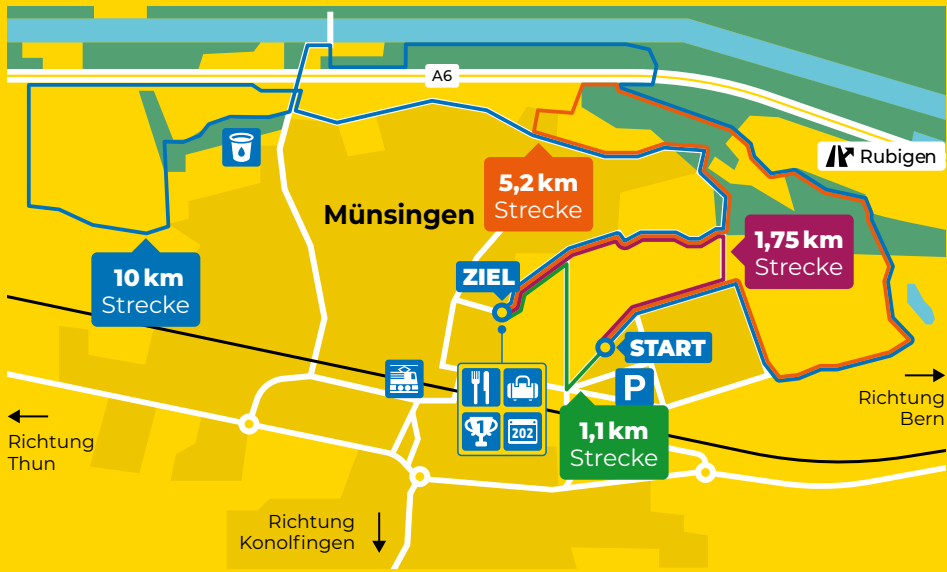 A6
Rubigen
5,2 km
Strecke
Münsingen
1,75 km
Strecke
10 km
Strecke
ZIEL
START
P
Richtung
Bern
1
202
1,1 km
Strecke
Richtung
Thun
Richtung
Konolfingen